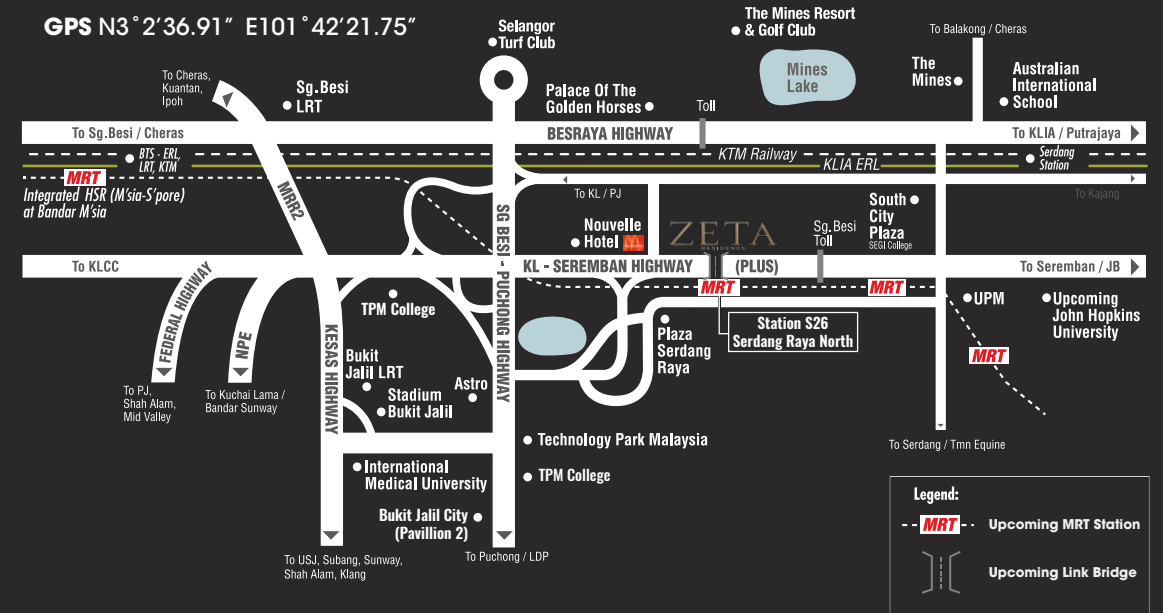 GPS N3˚2’36.91” E101˚42’21.75”
Selangor
Turf Club
The Mines Resort
& Golf Club
To Balakong / Cheras
To Cheras,
Kuantan,
Ipoh
Sg.Besi
LRT
Palace Of The
Golden Horses
Toll
Mines
Lake
The
Mines
Australian
International
School
To Sg.Besi / Cheras
BESRAYA HIGHWAY
To KLIA / Putrajaya
BTS - ERL,
LRT, KTM
KTM Railway
KLIA ERL
Serdang
Station
MRT
Integrated HSR (M’sia-S’pore)
at Bandar M’sia
MRR2
To KL / PJ
To Kajang
SG BESI - PUCHONG HIGHWAY
Nouvelle
Hotel
ZETA
RESIDENCE
Sg.Besi
Toll
South
City
Plaza
SEGI College
To KLCC
KL - SEREMBAN HIGHWAY
(PLUS)
To Seremban / JB
MRT
MRT
FEDERAL HIGHWAY
NPE
KESAS HIGHWAY
TPM College
UPM
Upcoming
John Hopkins
University
Station S26
Serdang Raya North
Plaza
Serdang
Raya
MRT
Bukit
Jalil LRT
Stadium
Bukit Jalil
Astro
To PJ,
Shah Alam,
Mid Valley
To Kuchai Lama /
Bandar Sunway
Technology Park Malaysia
To Serdang / Tmn Equine
International
Medical University
TPM College
Bukit Jalil City
(Pavillion 2)
To USJ, Subang, Sunway,
Shah Alam, Klang
To Puchong / LDP
Legend:
MRT
Upcoming MRT Station
Upcoming Link Bridge